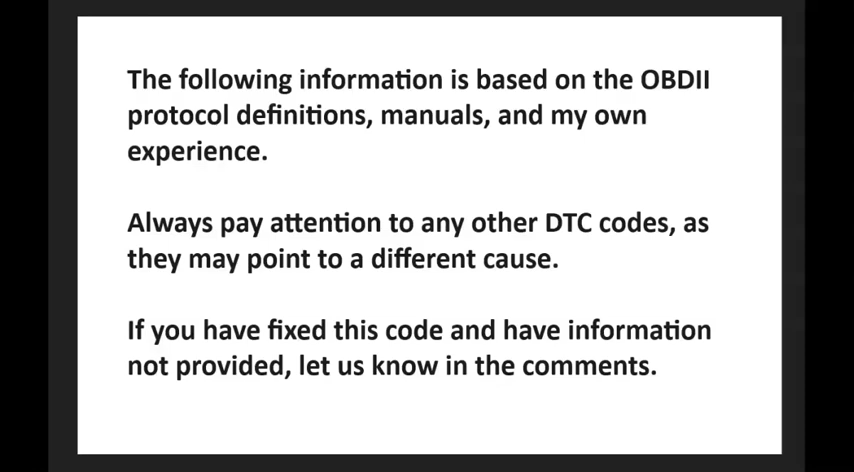 The following information is based on the OBDII
protocol definitions, manuals, and my own
experience.
Always pay attention to any other DTC codes, as
they may point to a different cause.
If you have fixed this code and have information
not provided, let us know in the comments.